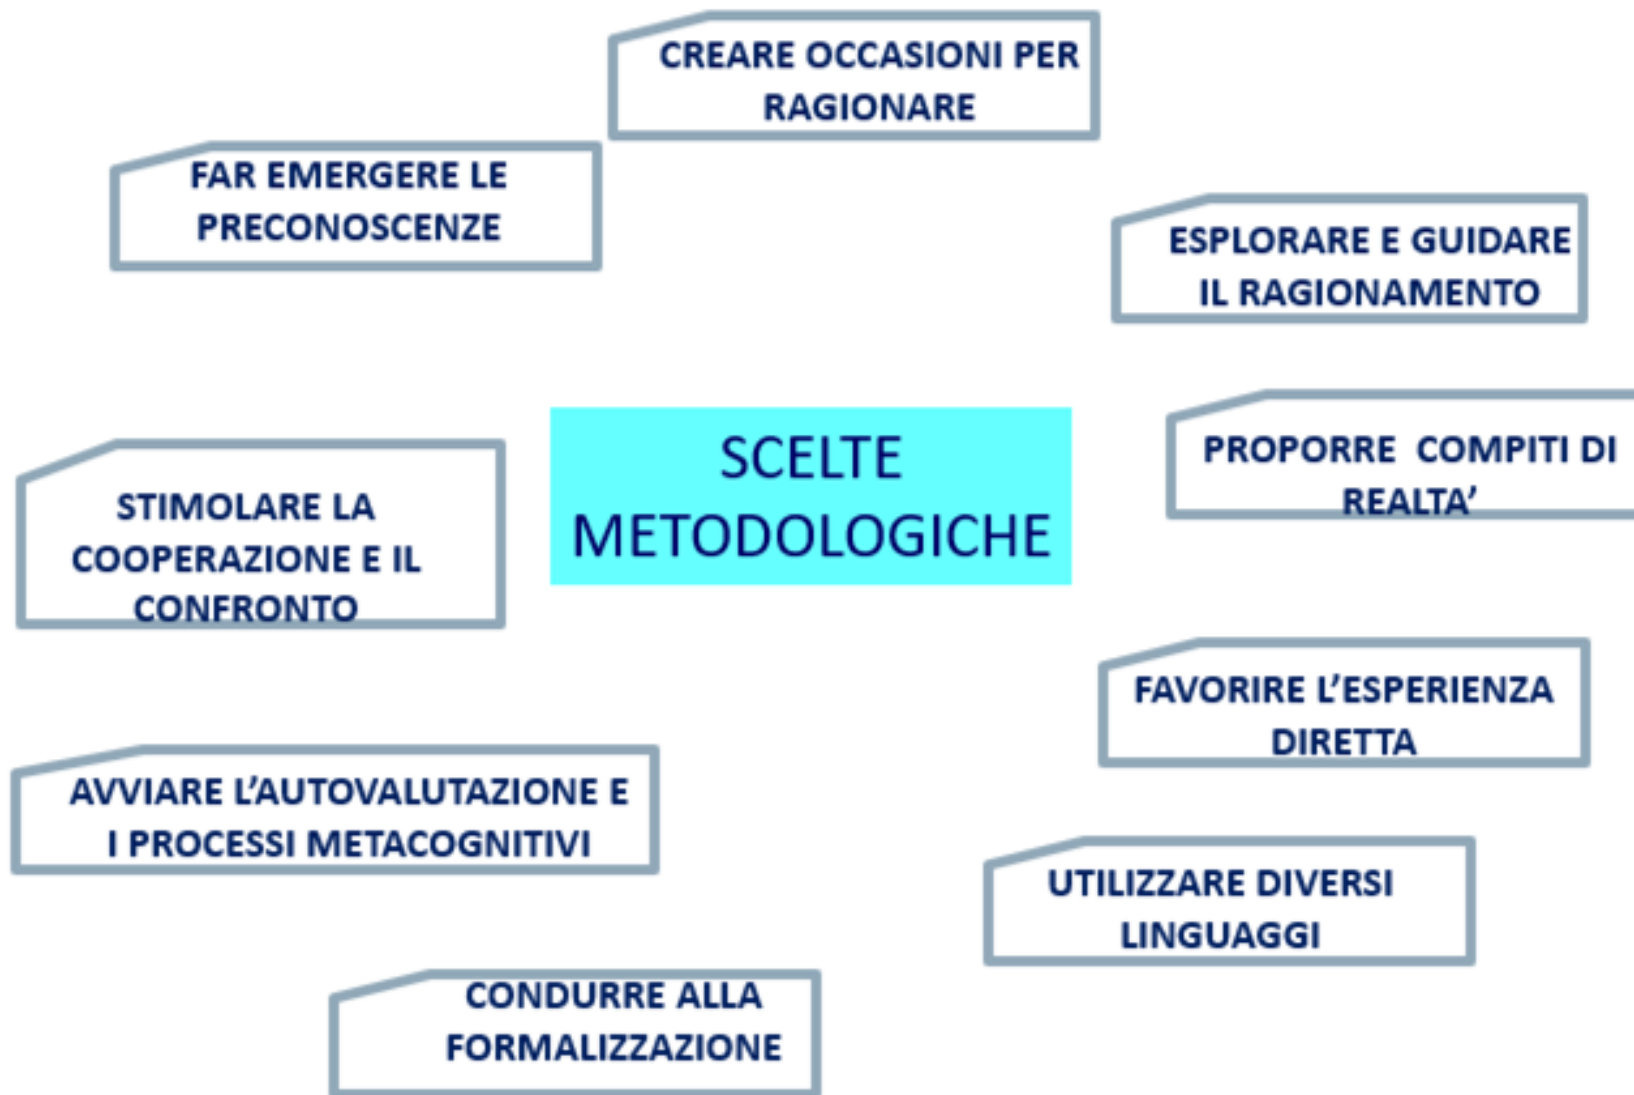 CREARE OCCASIONI PER
RAGIONARE
FAR EMERGERE LE
PRECONOSCENZE
ESPLORARE E GUIDARE
IL RAGIONAMENTO
SCELTE
METODOLOGICHE
PROPORRE COMPITI DI
REALTA’
STIMOLARE LA
COOPERAZIONE E IL
CONFRONTO
FAVORIRE L’ESPERIENZA
DIRETTA
AVVIARE L’AUTOVALUTAZIONE E
I PROCESSI METACOGNITIVI
UTILIZZARE DIVERSI
LINGUAGGI
CONDURRE ALLA
FORMALIZZAZIONE